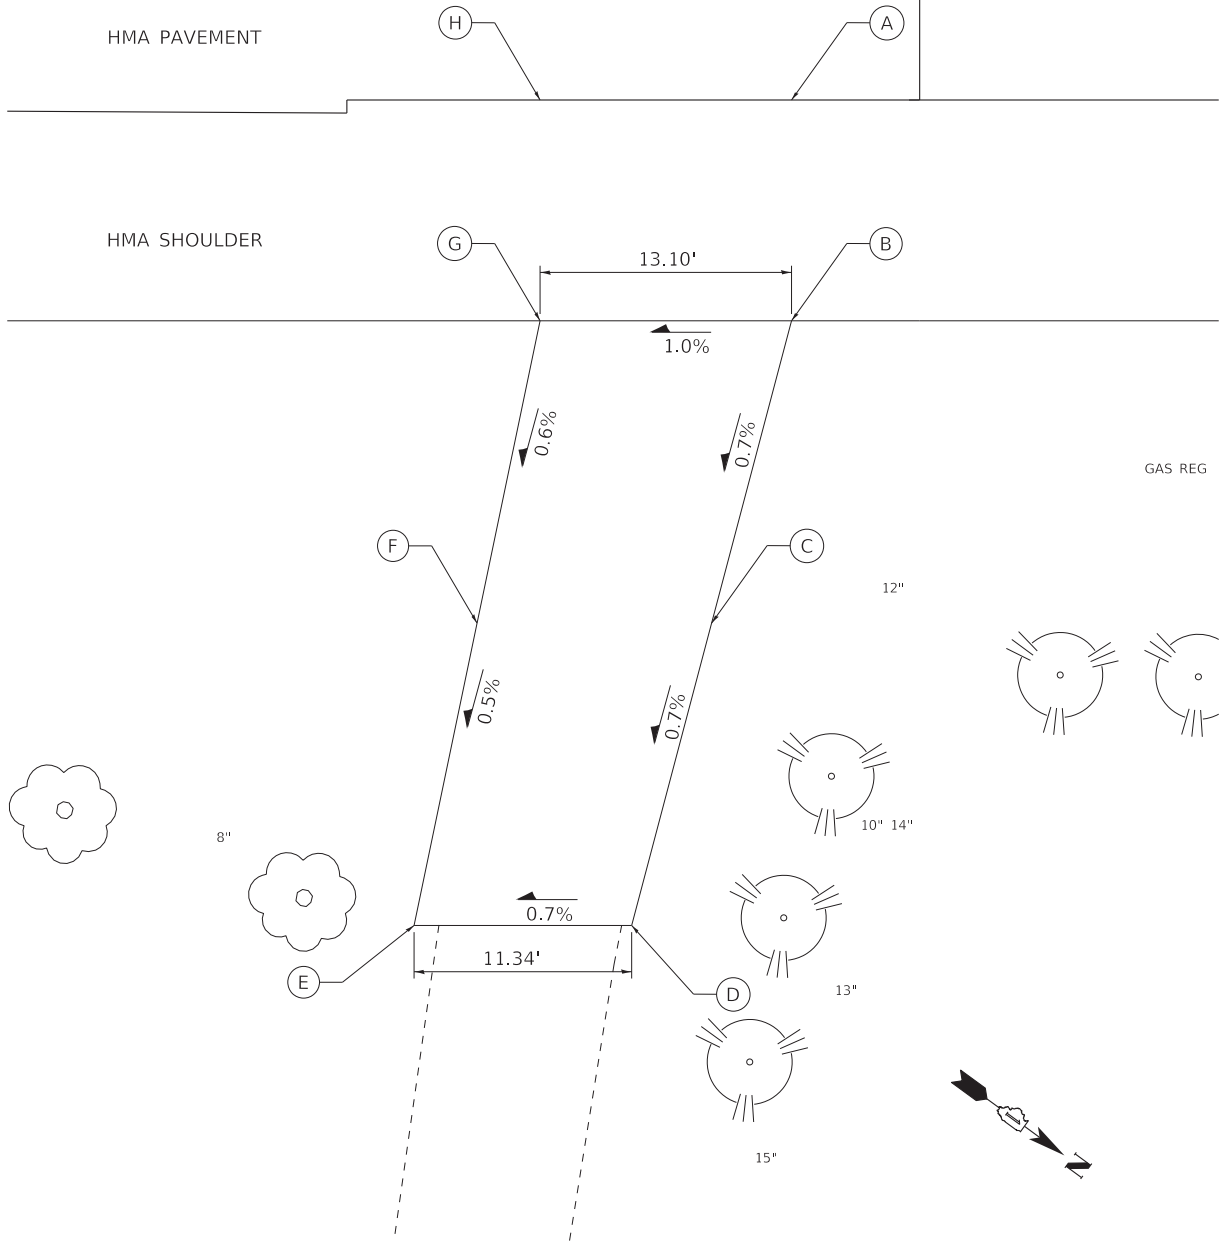 H
A
HMA PAVEMENT
HMA SHOULDER
G
B
13.10'
1.0%
0.6%
0.7%
GAS REG
F
C
12"
0.5%
0.7%
10" 14"
8"
0.7%
11.34'
E
D
13"
15"
N